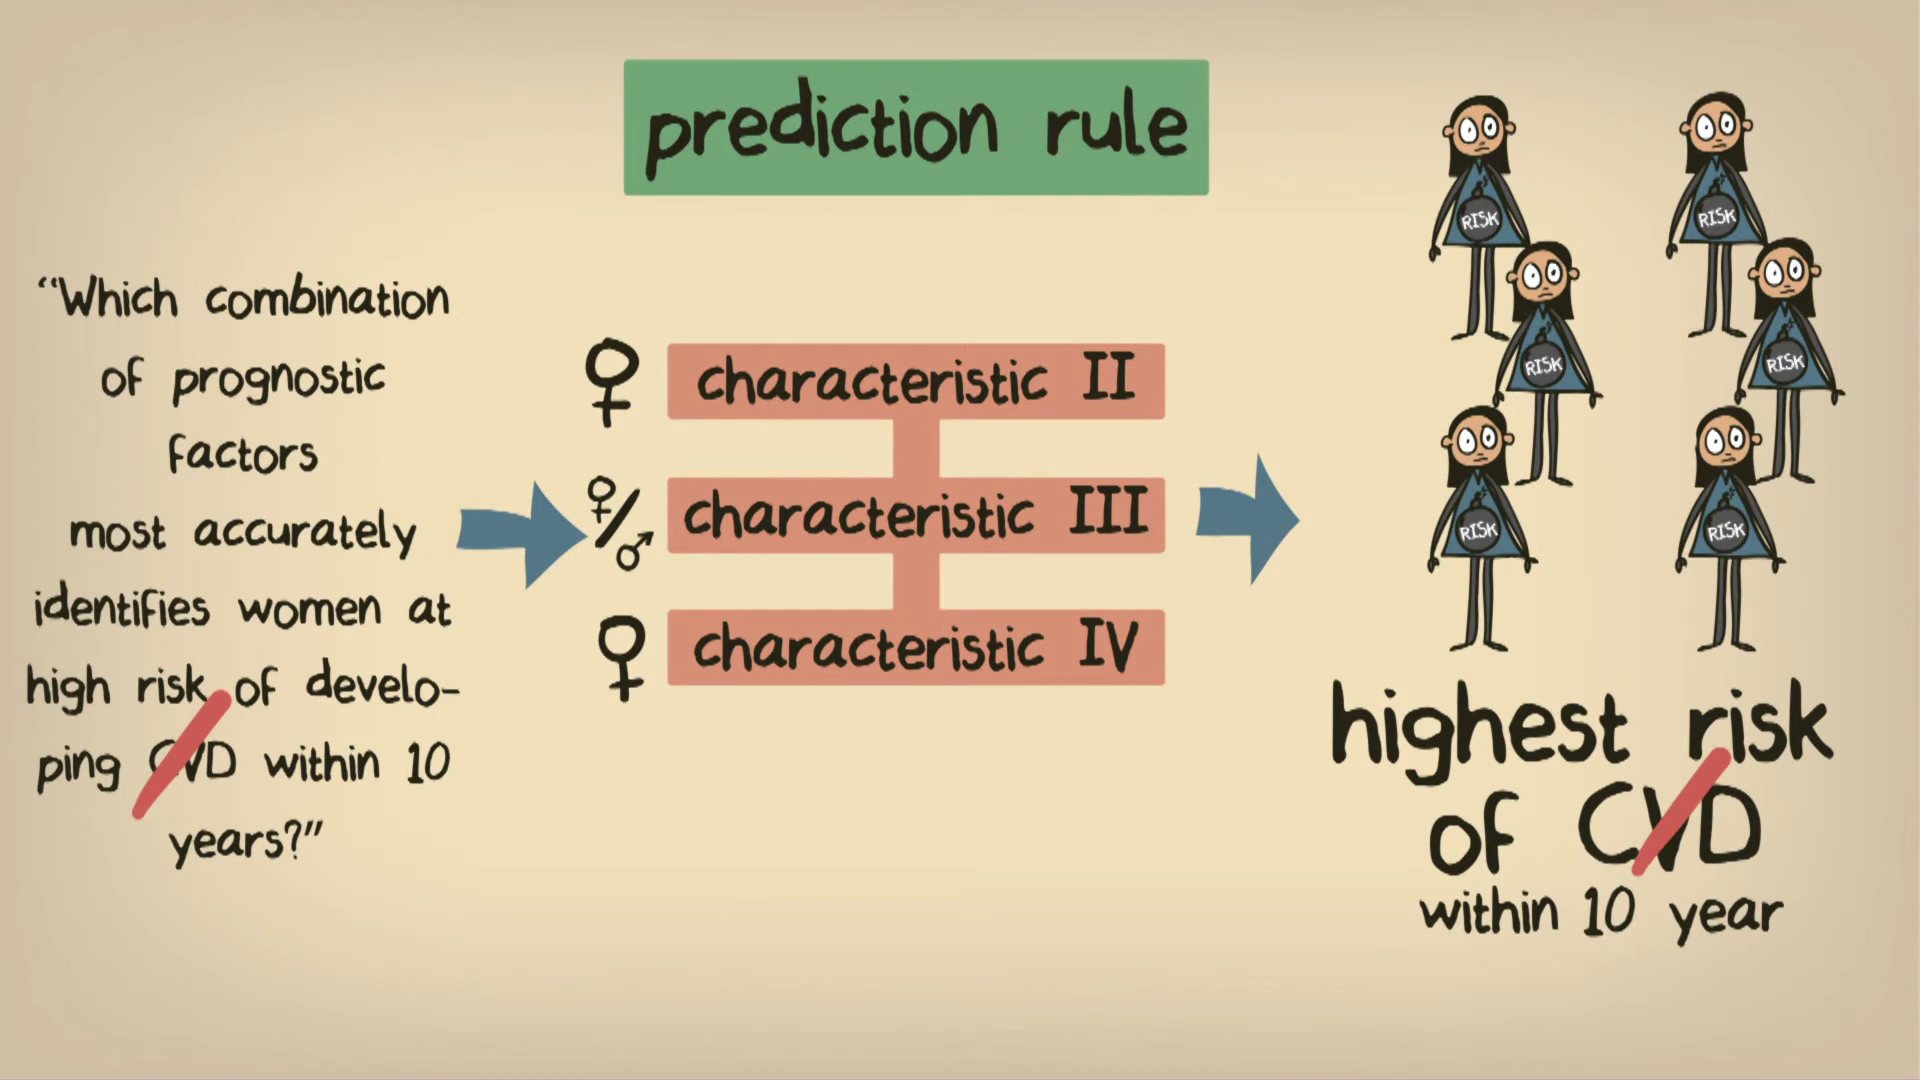 prediction rule
“Which combination
of prognostic
factors
most accurately
identifies women at
high risk of develo-
ping CVD within 10
years?”
characteristic II
characteristic III
characteristic IV
RISK
RISK
RISK
RISK
RISK
RISK
highest risk
of CVD
within 10 year